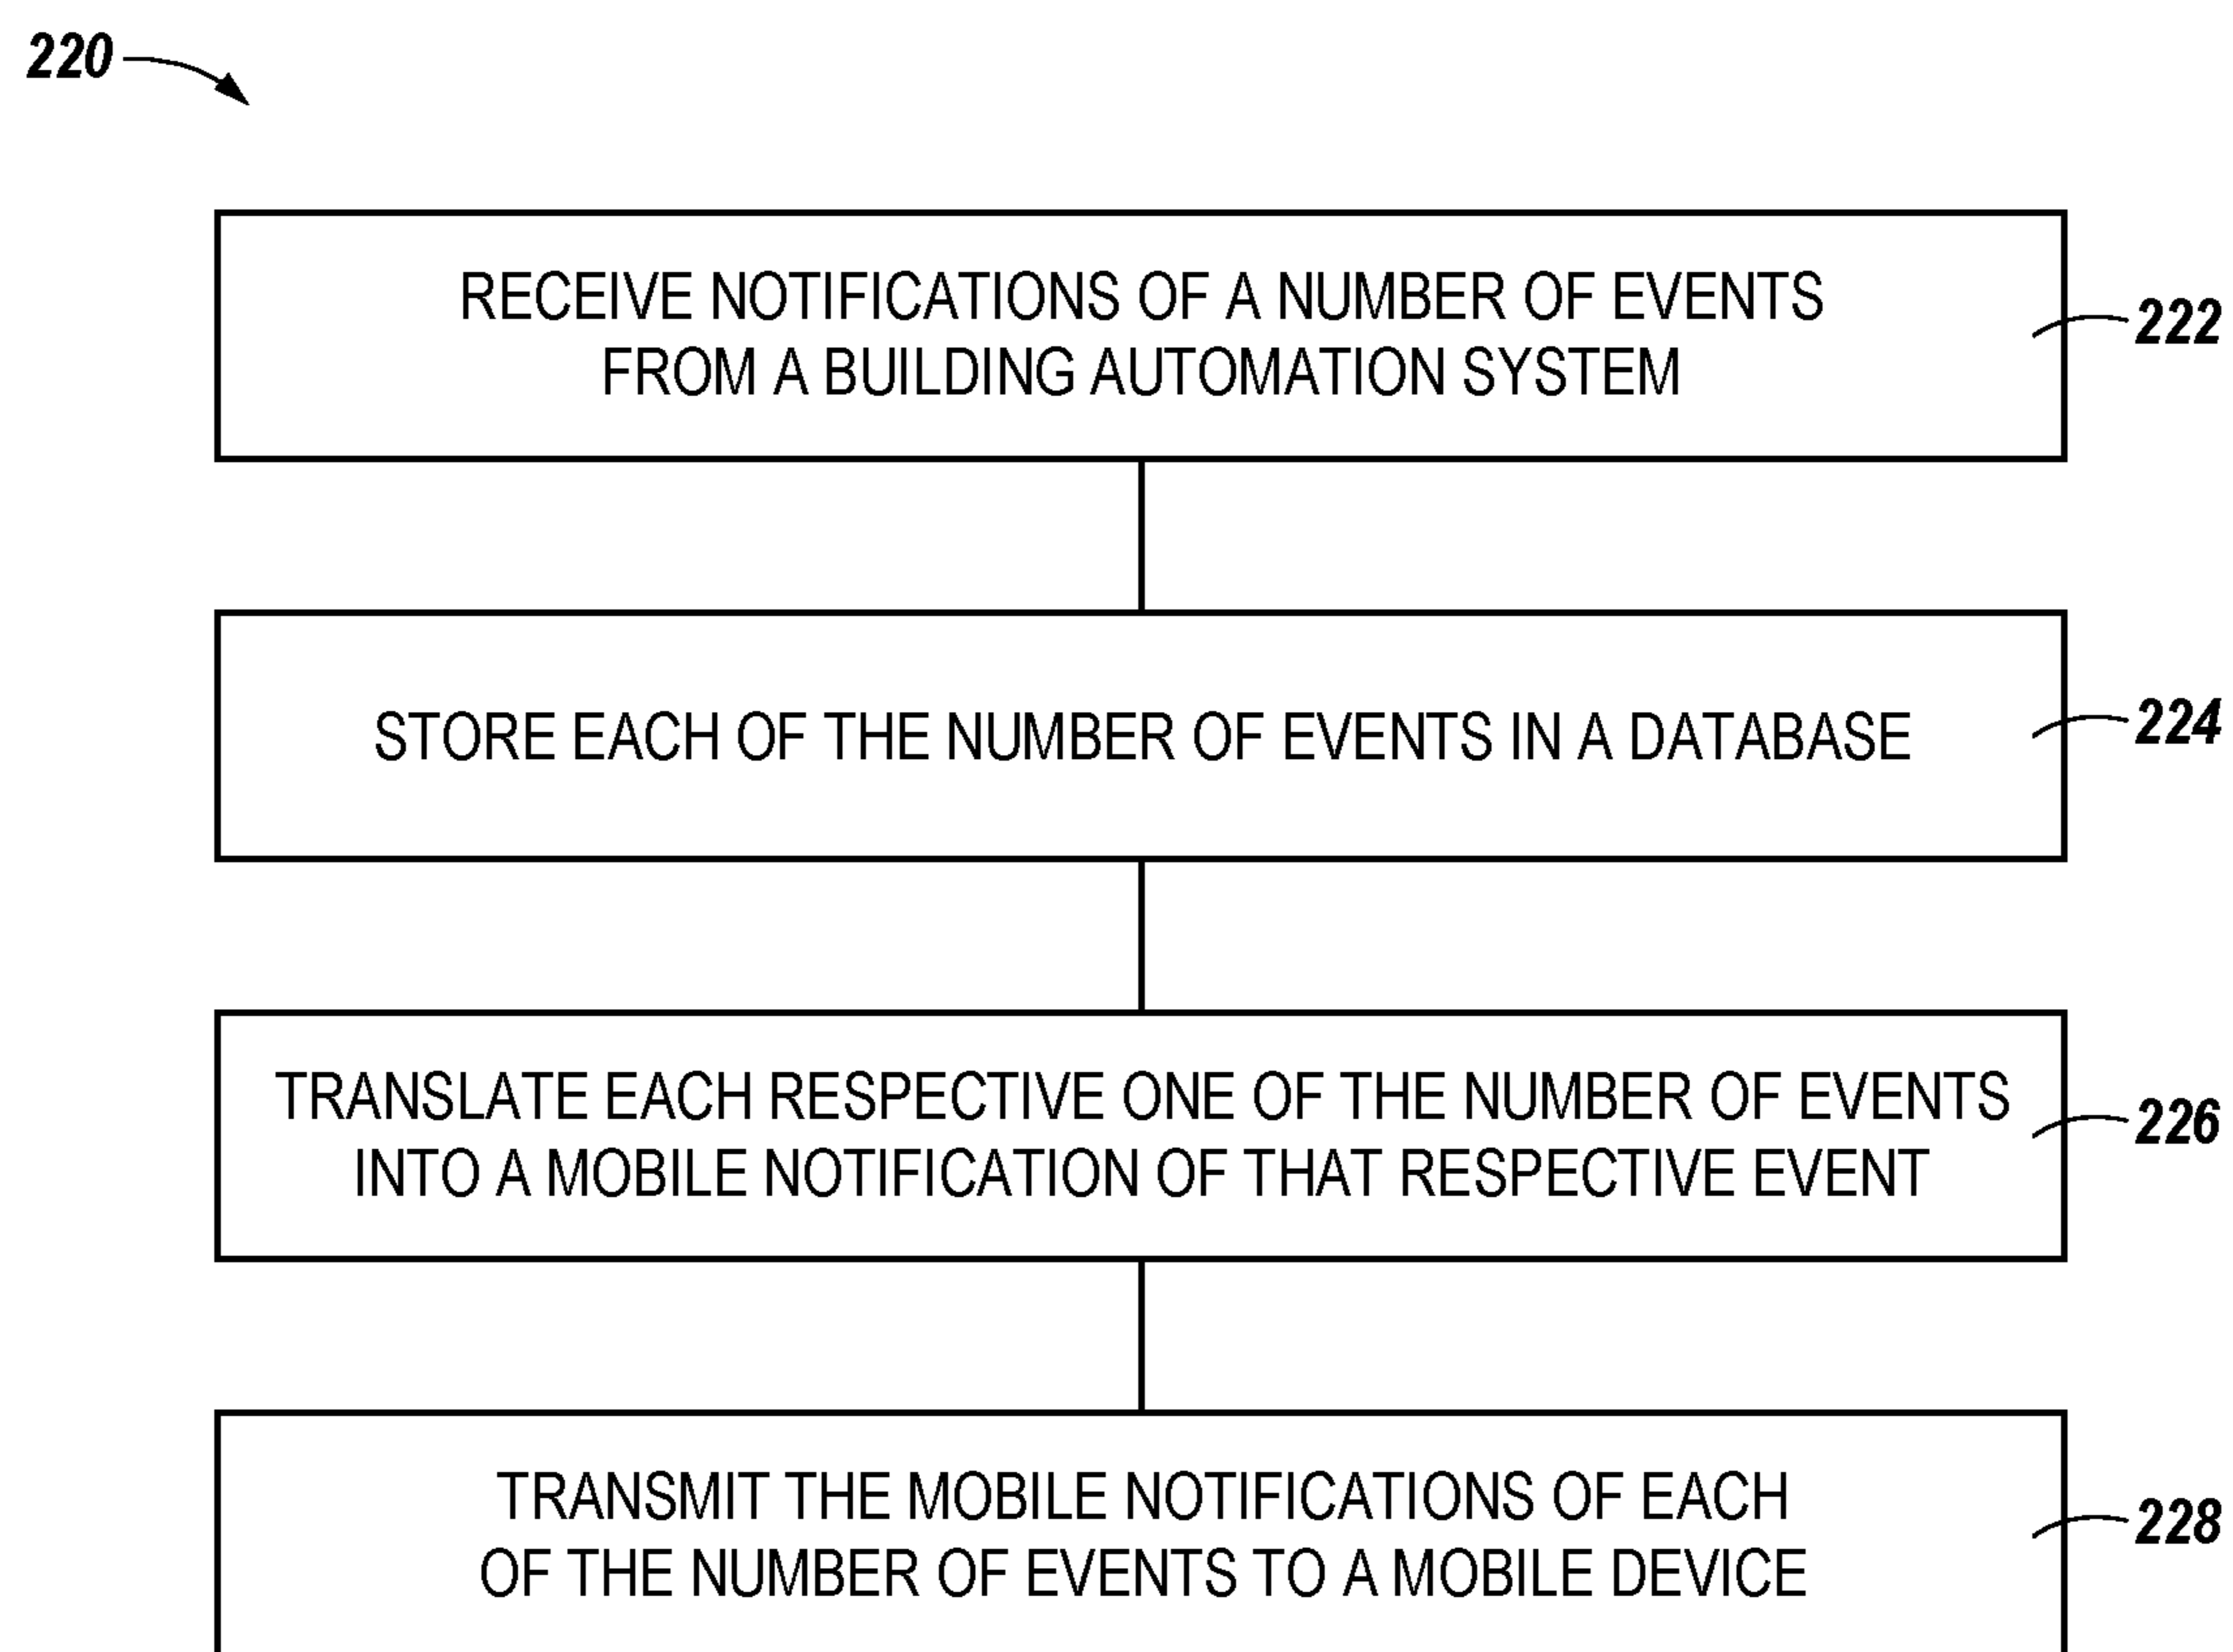 220
RECEIVE NOTIFICATIONS OF A NUMBER OF EVENTS
FROM A BUILDING AUTOMATION SYSTEM
222
STORE EACH OF THE NUMBER OF EVENTS IN A DATABASE
224
TRANSLATE EACH RESPECTIVE ONE OF THE NUMBER OF EVENTS
INTO A MOBILE NOTIFICATION OF THAT RESPECTIVE EVENT
226
TRANSMIT THE MOBILE NOTIFICATIONS OF EACH
OF THE NUMBER OF EVENTS TO A MOBILE DEVICE
228